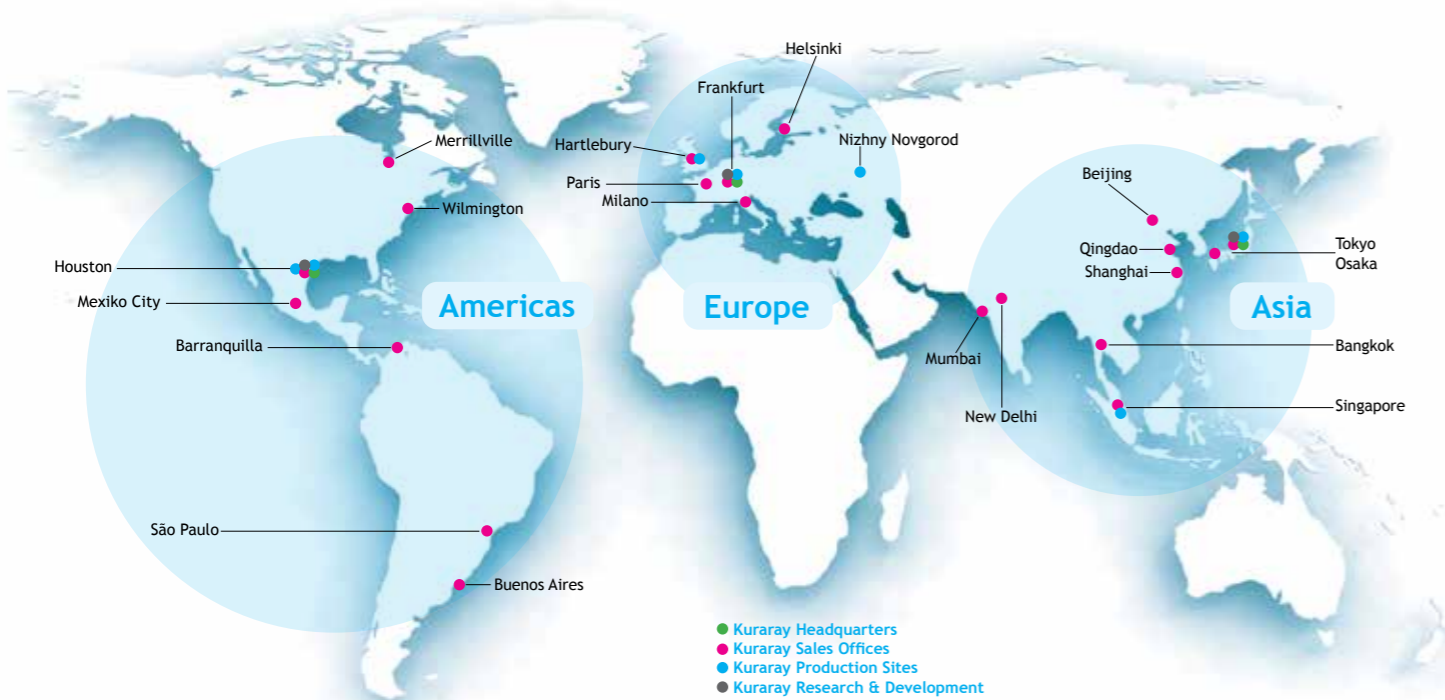 Helsinki
Frankfurt
Merrillville
Hartlebury
Nizhny Novgorod
Paris
Milano
Beijing
Wilmington
Qingdao
Tokyo
Osaka
Houston
Shanghai
Mexiko City
Americas
Europe
Asia
Barranquilla
Mumbai
Bangkok
New Delhi
Singapore
São Paulo
Buenos Aires
Kuraray Headquarters
Kuraray Sales Offices
Kuraray Production Sites
Kuraray Research & Development